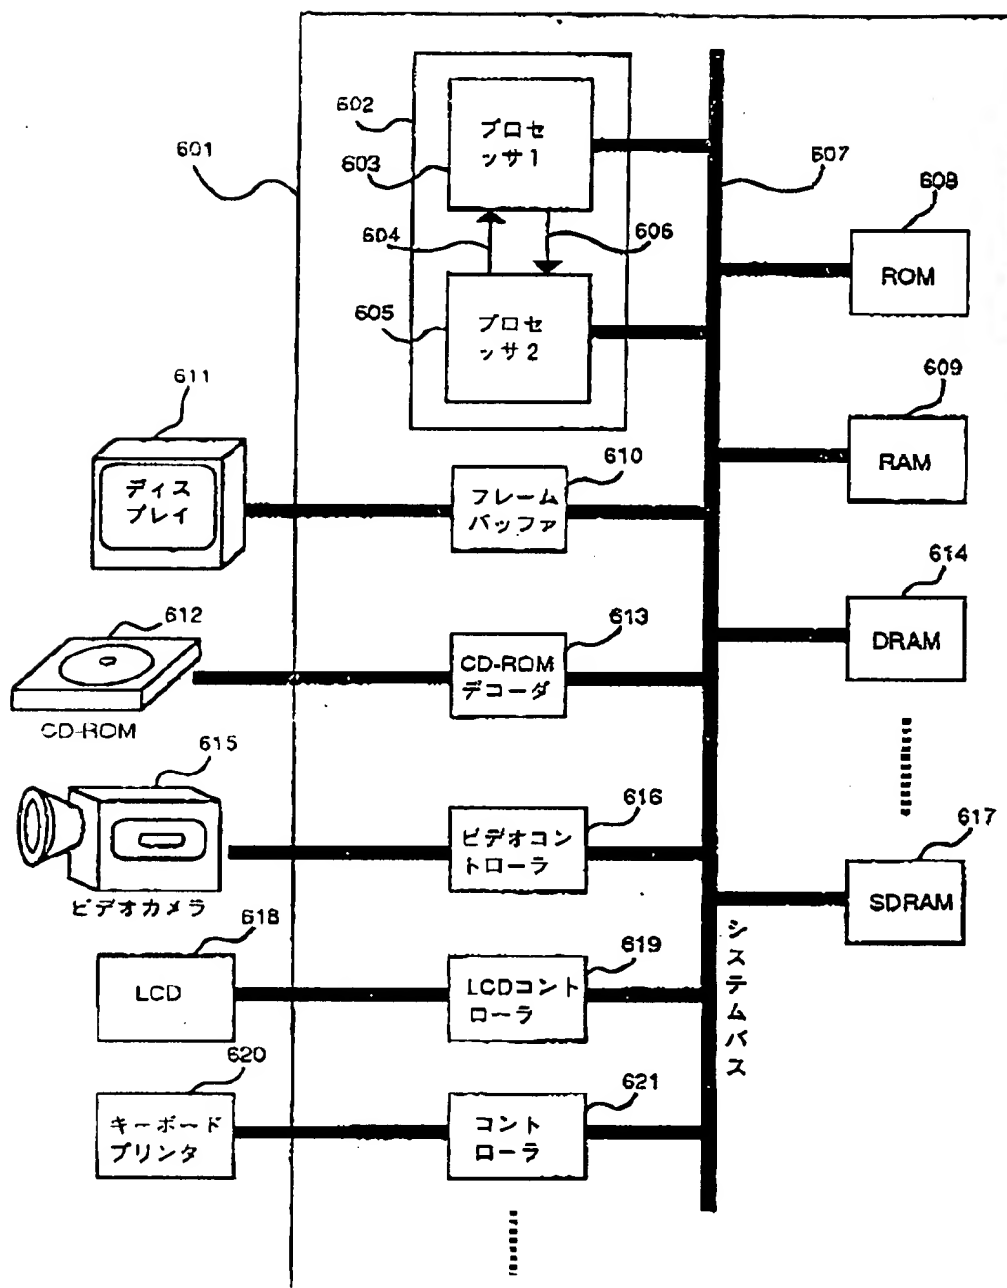 602
プロセ
ッサ1
601
603
607
608
604
606
ROM
605
プロセ
ッサ2
611
609
610
ディス
プレイ
フレーム
バッファ
RAM
614
612
613
DRAM
CD-ROM
デコーダ
CD-ROM
615
616
617
ビデオコン
トローラ
SDRAM
ビデオカメラ
618
システムバス
619
LCD
LCDコント
ローラ
620
621
キーボード
プリンタ
コント
ローラ